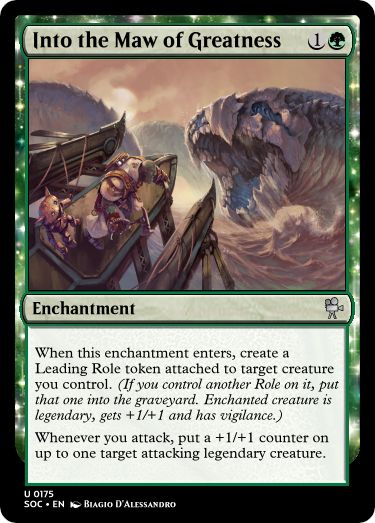 Into the Maw of Greatness 1
Enchantment
When this enchantment enters, create a
Leading Role token attached to target creature
you control. (If you control another Role on it, put
that one into the graveyard. Enchanted creature is
legendary, gets +1/+1 and has vigilance.)
Whenever you attack, put a +1/+1 counter on
up to one target attacking legendary creature.
U 0175
SOC • EN Biagio D'Alessandro